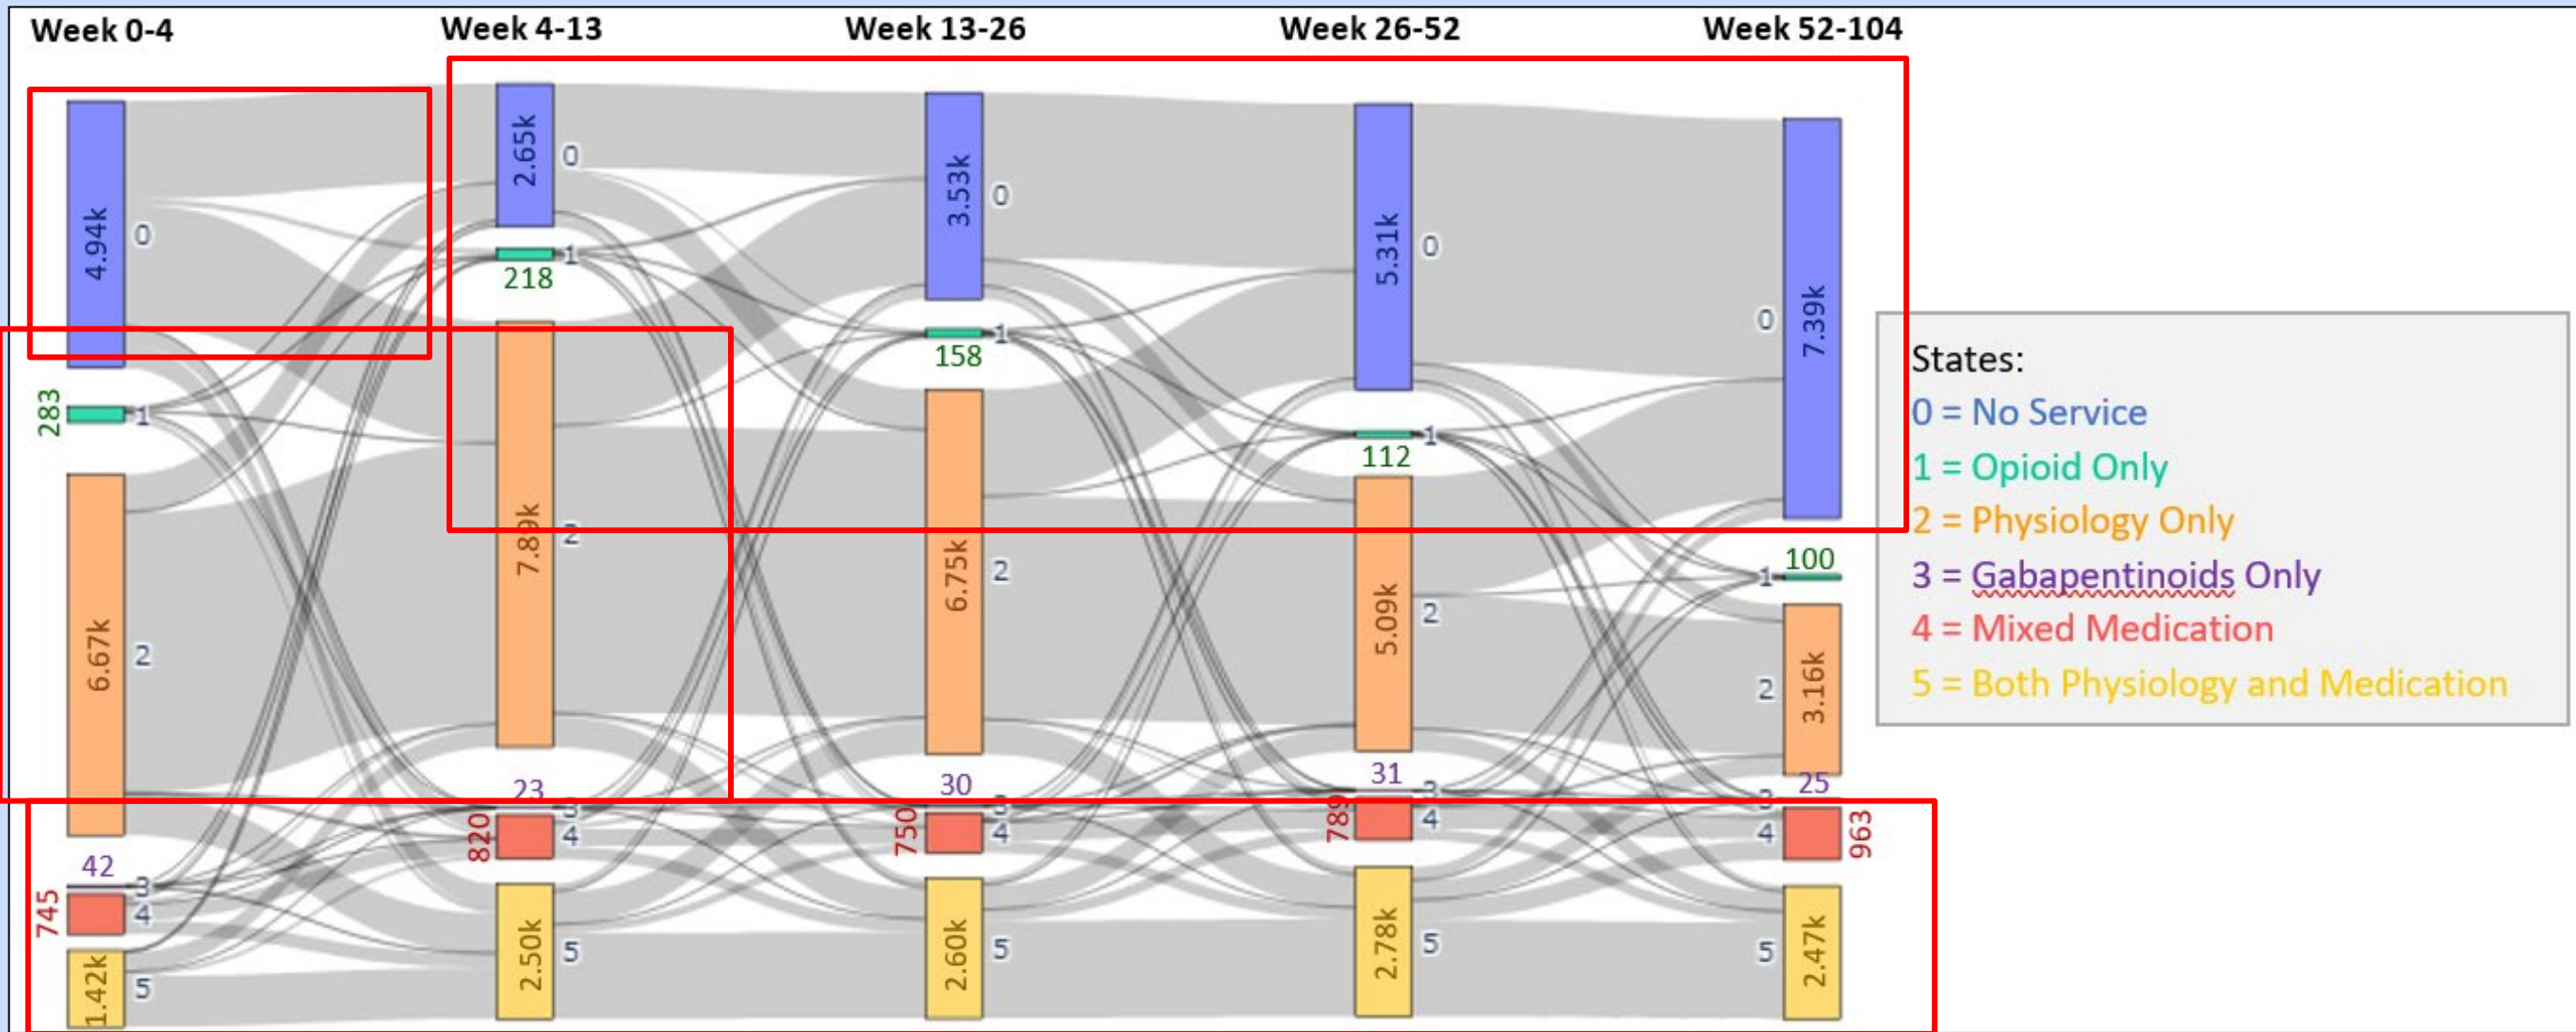 Week 0-4
Week 4-13
Week 13-26
Week 26-52
Week 52-104
4.94k
0
283
1
6.67k
2
42
3
745
4
1.42k
5
2.65k
0
218
1
7.89k
2
23
3
820
4
2.50k
5
3.53k
0
158
1
6.75k
2
30
3
750
4
2.60k
5
5.31k
0
112
1
5.09k
2
31
3
789
4
2.78k
5
7.39k
0
100
1
3.16k
2
25
3
963
4
2.47k
5
States:
0 = No Service
1 = Opioid Only
2 = Physiology Only
3 = Gabapentinoids Only
4 = Mixed Medication
5 = Both Physiology and Medication